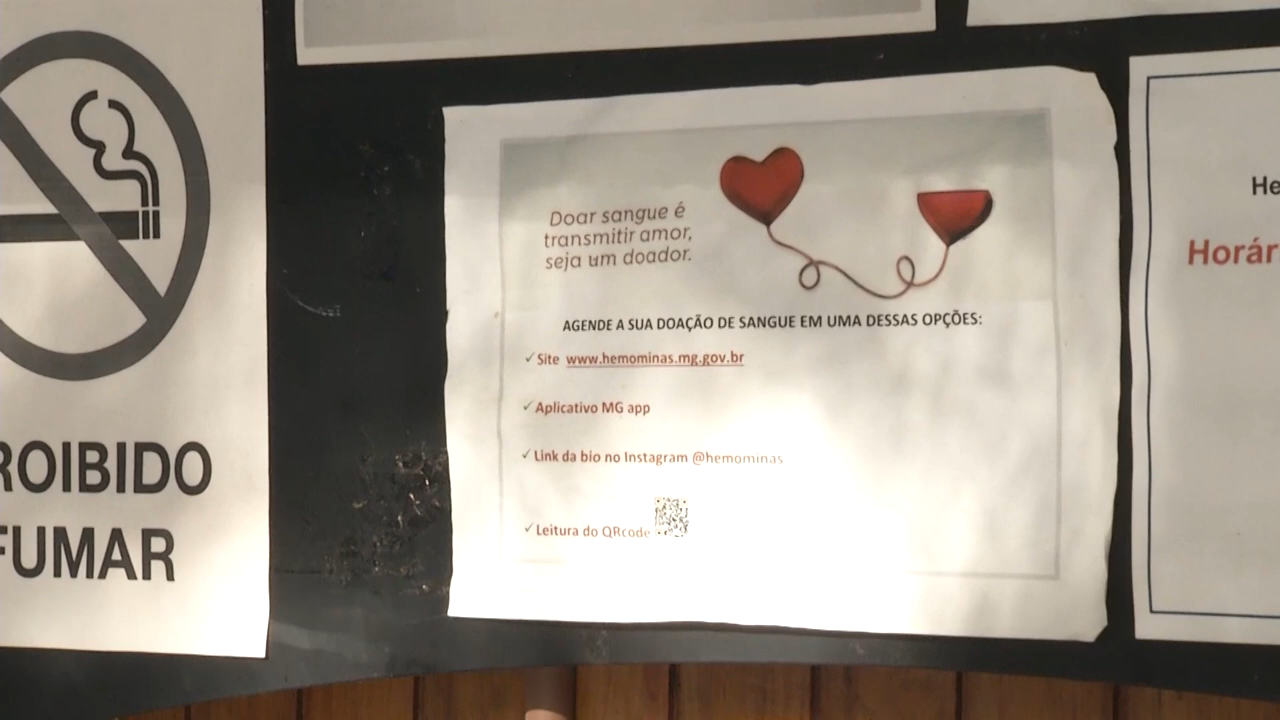 ROIBIDO
FUMAR
Doar sangue é
transmitir amor,
seja um doador.
AGENDE A SUA DOAÇÃO DE SANGUE EM UMA DESSAS OPÇÕES:
✓Site www.hemominas.mg.gov.br
✓Aplicativo MG app
✓Link da bio no Instagram @hemominas
✓Leitura do QRcode
He
Horár